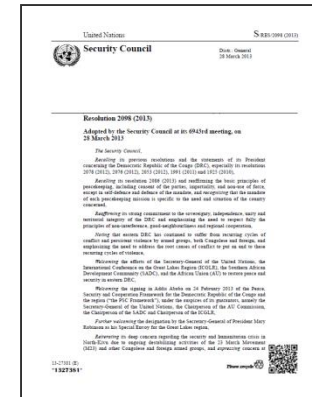 United Nations
S/RES/2098 (2013)
Security Council
Distr.: General
28 March 2013
Resolution 2098 (2013)
Adopted by the Security Council at its 6943rd meeting, on
28 March 2013
The Security Council,
Recalling its previous resolutions and the statements of its President
concerning the Democratic Republic of the Congo (DRC), especially its resolutions
2078 (2012), 2076 (2012), 2053 (2012), 1991 (2011) and 1925 (2010),
Recalling its resolution 2086 (2013) and reaffirming the basic principles of
peacekeeping, including consent of the parties, impartiality, and non-use of force,
except in self-defence and defence of the mandate, and recognizing that the mandate
of each peacekeeping mission is specific to the need and situation of the country
concerned,
Reaffirming its strong commitment to the sovereignty, independence, unity and
territorial integrity of the DRC and emphasizing the need to respect fully the
principles of non-interference, good-neighbourliness and regional cooperation,
Noting that eastern DRC has continued to suffer from recurring cycles of
conflict and persistent violence by armed groups, both Congolese and foreign, and
emphasizing the need to address the root causes of conflict to put an end to these
recurring cycles of violence,
Welcoming the efforts of the Secretary-General of the United Nations, the
International Conference on the Great Lakes Region (ICGLR), the Southern African
Development Community (SADC), and the African Union (AU) to restore peace and
security in eastern DRC,
Welcoming the signing in Addis Ababa on 24 February 2013 of the Peace,
Security and Cooperation Framework for the Democratic Republic of the Congo and
the region ("the PSC Framework"), under the auspices of its guarantors, namely the
Secretary-General of the United Nations, the Chairperson of the AU Commission,
the Chairperson of the SADC and Chairperson of the ICGLR,
Further welcoming the designation by the Secretary-General of President Mary
Robinson as his Special Envoy for the Great Lakes region,
Reiterating its deep concern regarding the security and humanitarian crisis in
North-Kivu due to ongoing destabilizing activities of the 23 March Movement
(M23) and other Congolese and foreign armed groups, and expressing concern at
13-27351 (E)
*1327351*
Please recycle